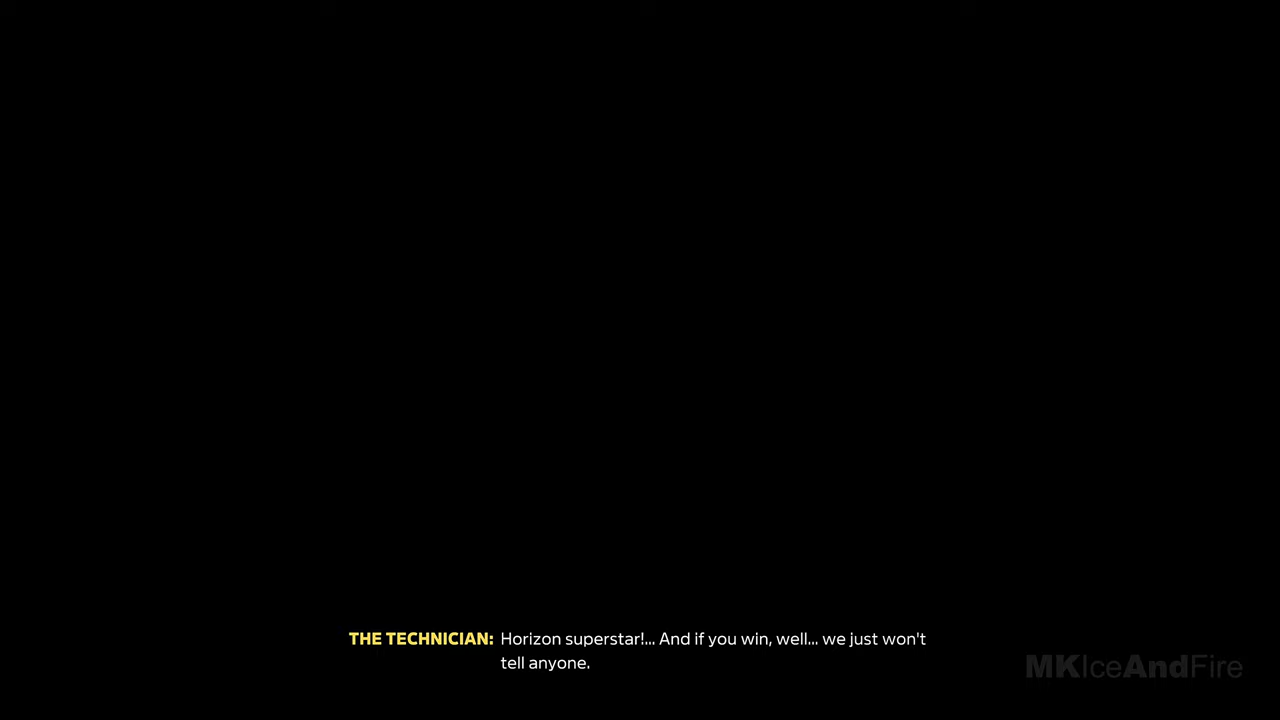 THE TECHNICIAN: Horizon superstar!... And if you win, well... we just won't
tell anyone.
MKIceAndFire